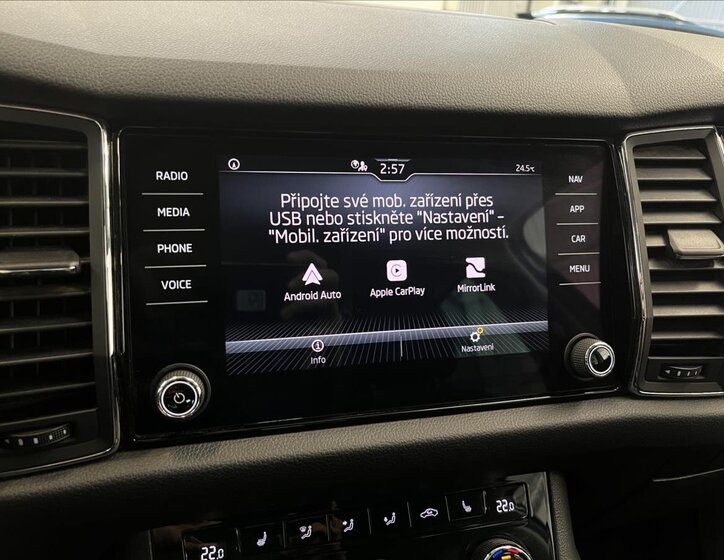 RADIO
MEDIA
PHONE
VOICE
2:57
24.5°C
Připojte své mob. zařízení přes
USB nebo stiskněte "Nastavení" –
"Mobil. zařízení" pro více možností.
Android Auto
Apple CarPlay
MirrorLink
Info
Nastavení
NAV
APP
CAR
MENU
22.0
22.0